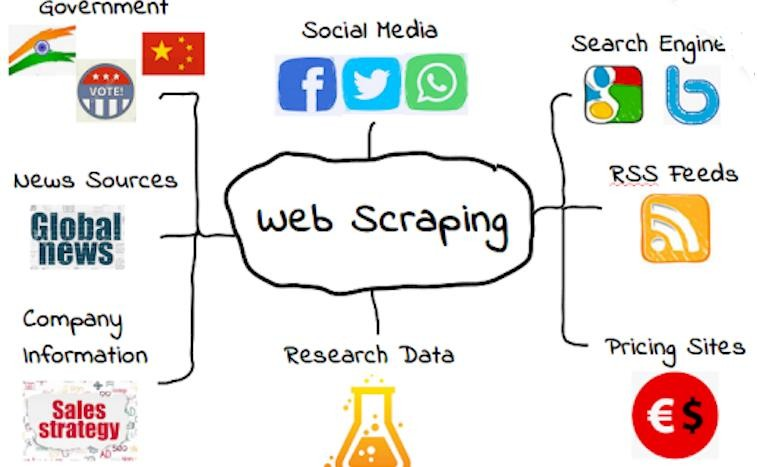 Government
Social Media
Search Engine
VOTE!
News Sources
RSS Feeds
Global
news
Web Scraping
Company
Information
Research Data
Pricing Sites
Sales
strategy
€$